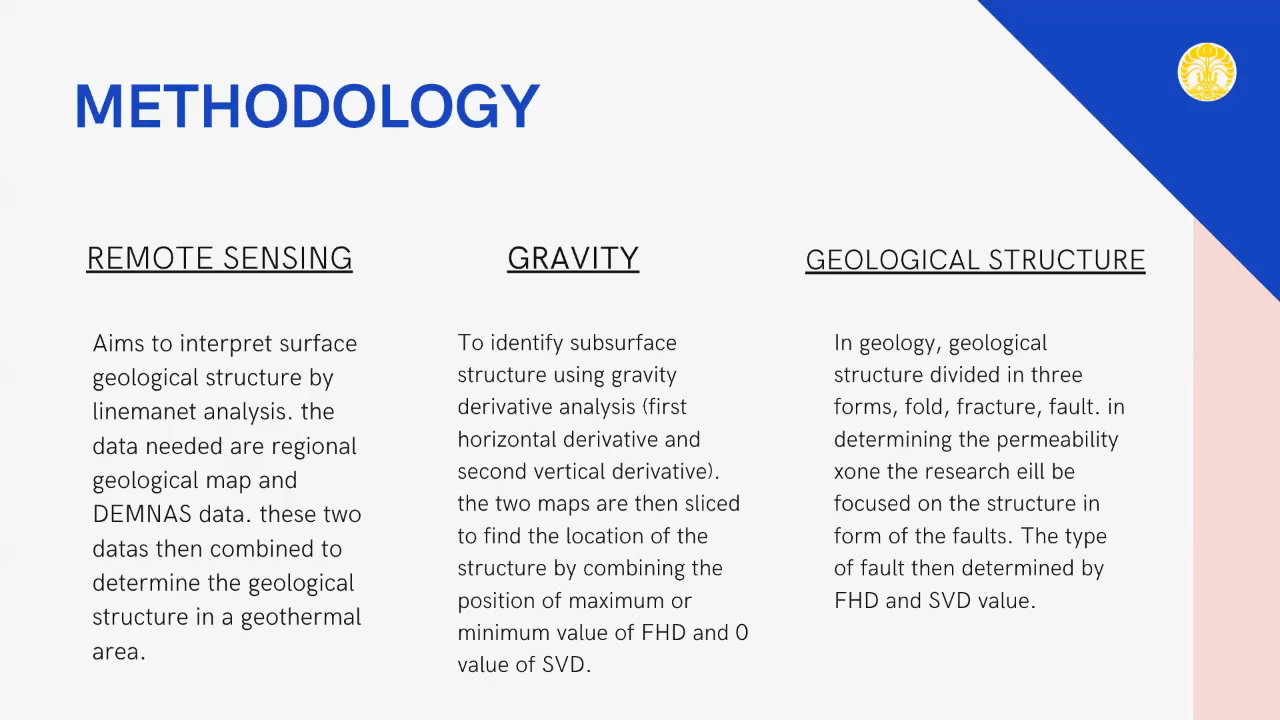 METHODOLOGY
REMOTE SENSING
Aims to interpret surface
geological structure by
linemanet analysis. the
data needed are regional
geological map and
DEMNAS data. these two
datas then combined to
determine the geological
structure in a geothermal
area.
GRAVITY
To identify subsurface
structure using gravity
derivative analysis (first
horizontal derivative and
second vertical derivative).
the two maps are then sliced
to find the location of the
structure by combining the
position of maximum or
minimum value of FHD and 0
value of SVD.
GEOLOGICAL STRUCTURE
In geology, geological
structure divided in three
forms, fold, fracture, fault. in
determining the permeability
xone the research eill be
focused on the structure in
form of the faults. The type
of fault then determined by
FHD and SVD value.